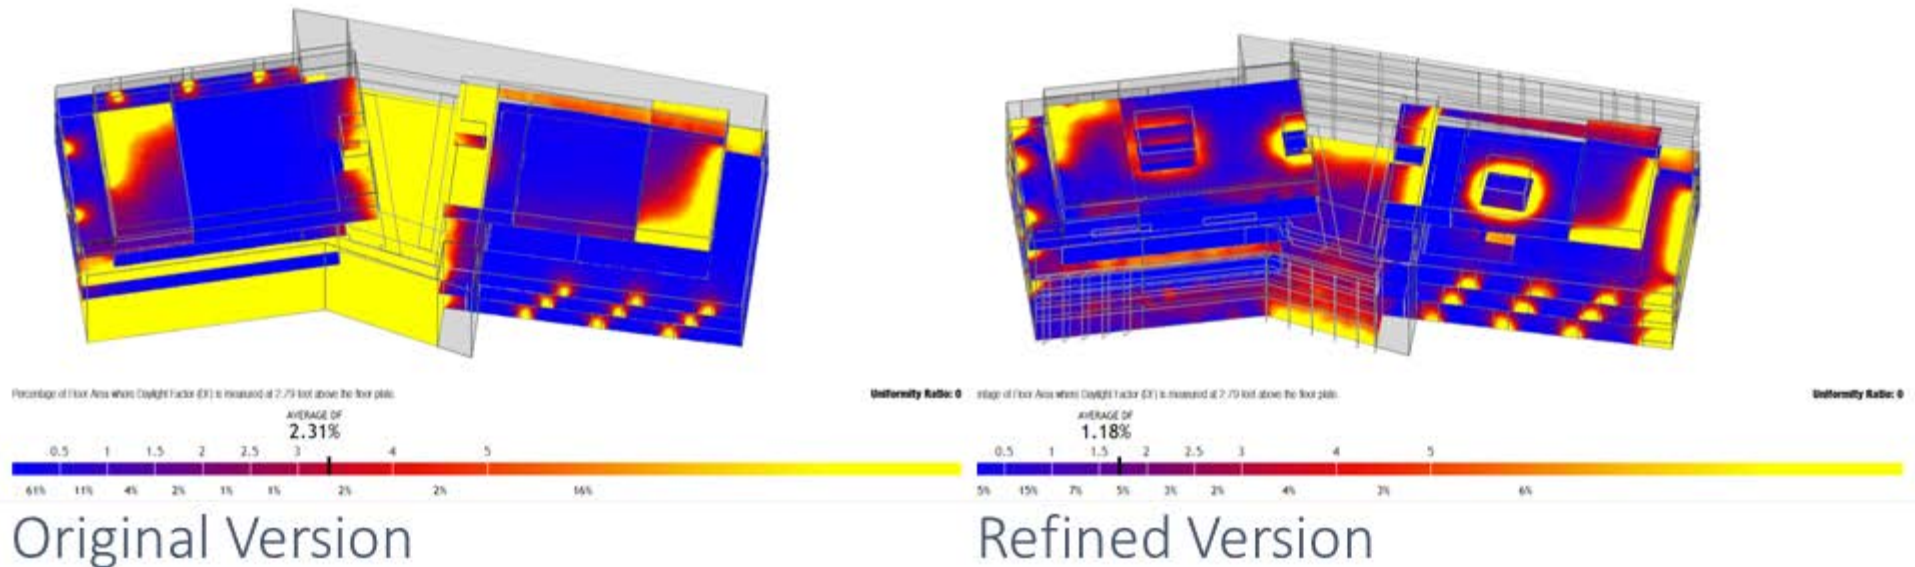 Percentage of Floor Area where Daylight Factor (DF) is measured at 2.79 feet above the floor plate.
Uniformity Ratio: 0
AVERAGE DF
2.31%
0.5 1 1.5 2 2.5 3 4 5
61% 11% 4% 2% 1% 1% 2% 2% 16%
Original Version
ntage of Floor Area where Daylight Factor (DF) is measured at 2.79 feet above the floor plate.
Uniformity Ratio: 0
AVERAGE DF
1.18%
0.5 1 1.5 2 2.5 3 4 5
5% 15% 7% 5% 3% 2% 4% 3% 6%
Refined Version